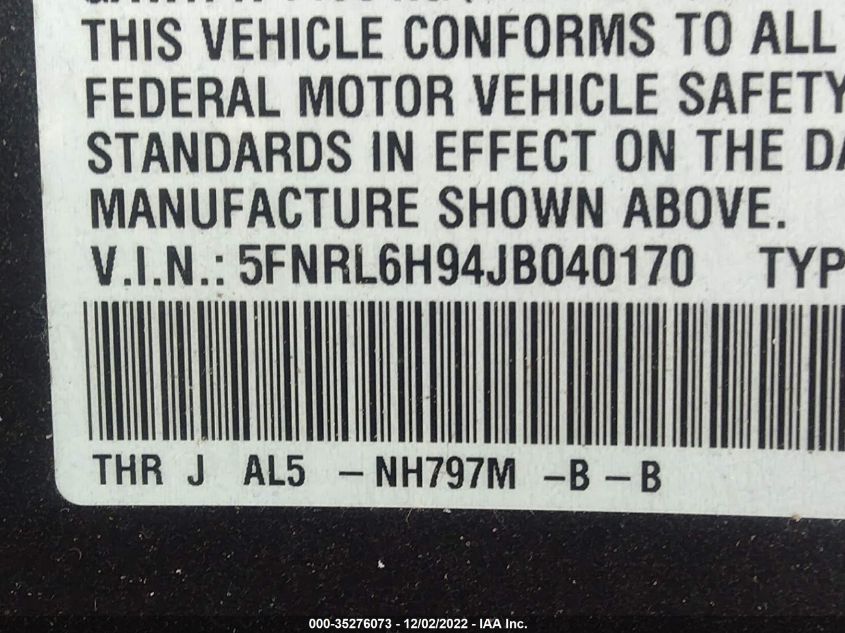 THIS VEHICLE CONFORMS TO ALL
FEDERAL MOTOR VEHICLE SAFETY
STANDARDS IN EFFECT ON THE DA
MANUFACTURE SHOWN ABOVE.
V.I.N.: 5FNRL6H94JB040170 TYP
THR J AL5 -NH797M -B-B
000-35276073 - 12/02/2022 - IAA Inc.